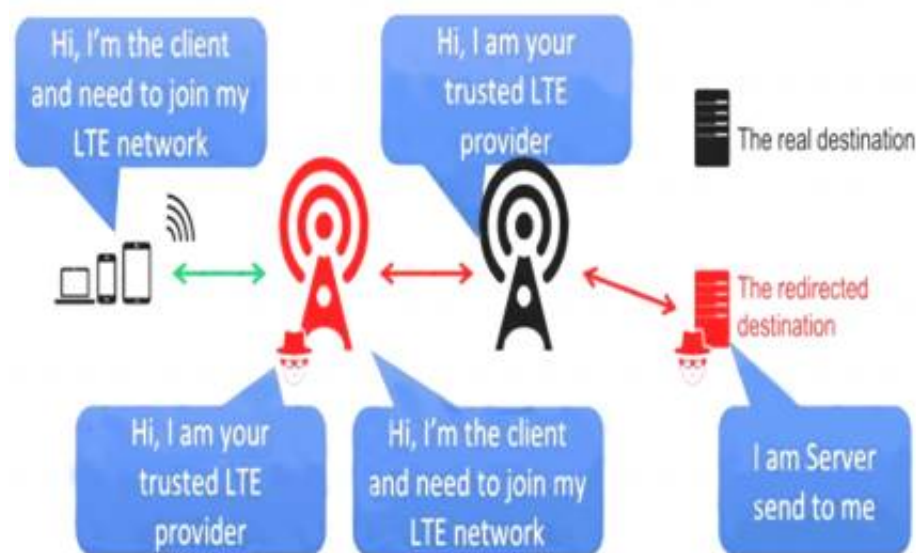 Hi, I'm the client
and need to join my
LTE network
Hi, I am your
trusted LTE
provider
The real destination
The redirected
destination
Hi, I am your
trusted LTE
provider
Hi, I'm the client
and need to join my
LTE network
I am Server
send to me